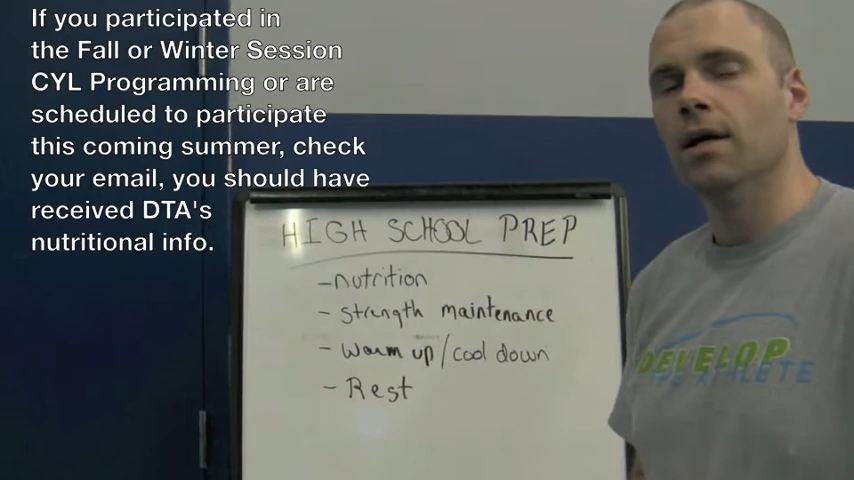 If you participated in
the Fall or Winter Session
CYL Programming or are
scheduled to participate
this coming summer, check
your email, you should have
received DTA's
nutritional info.
HIGH SCHOOL PREP
- nutrition
- Strength maintenance
- Warm up/cool down
- Rest
DEVELOP
THE ATHLETE